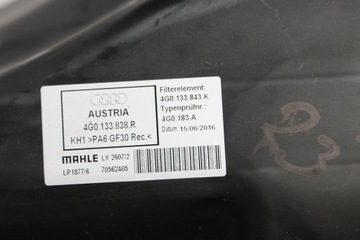 AUSTRIA
4G0.133.838.R
KH1 >PA6 GF30 Rec.<
MAHLE LX 2607/2
LP1877/6 70562405
Filterelement:
4G0.133.843.K
Typenprüfnr.:
4G0.183.A
Datum: 15/06/2016